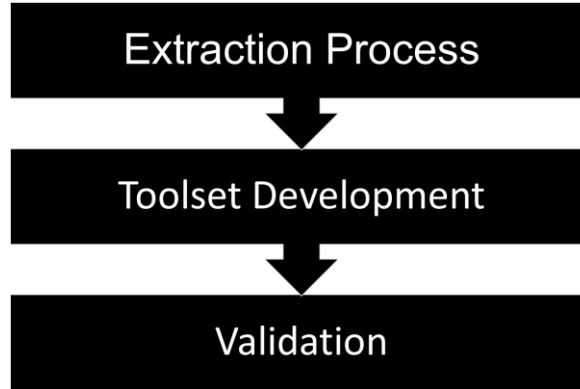 Extraction Process
Toolset Development
Validation